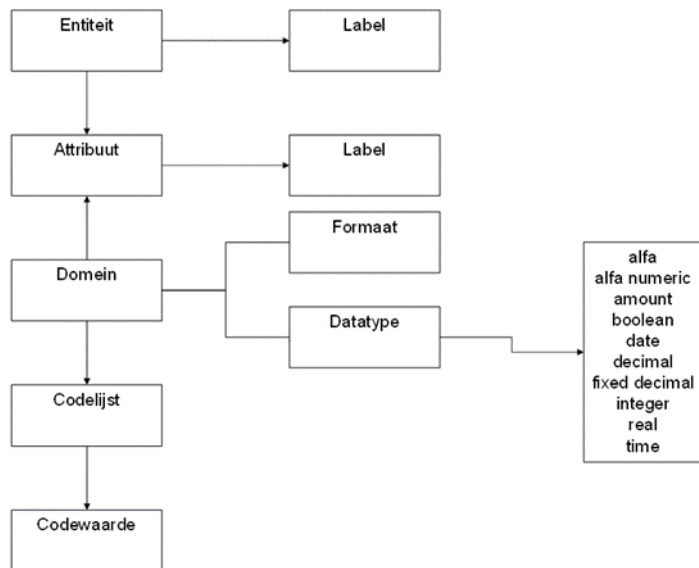 Entiteit
Label
Attribuut
Label
Formaat
Domein
Datatype
alfa
alfa numeric
amount
boolean
date
decimal
fixed decimal
integer
real
time
Codelijst
Codewaarde